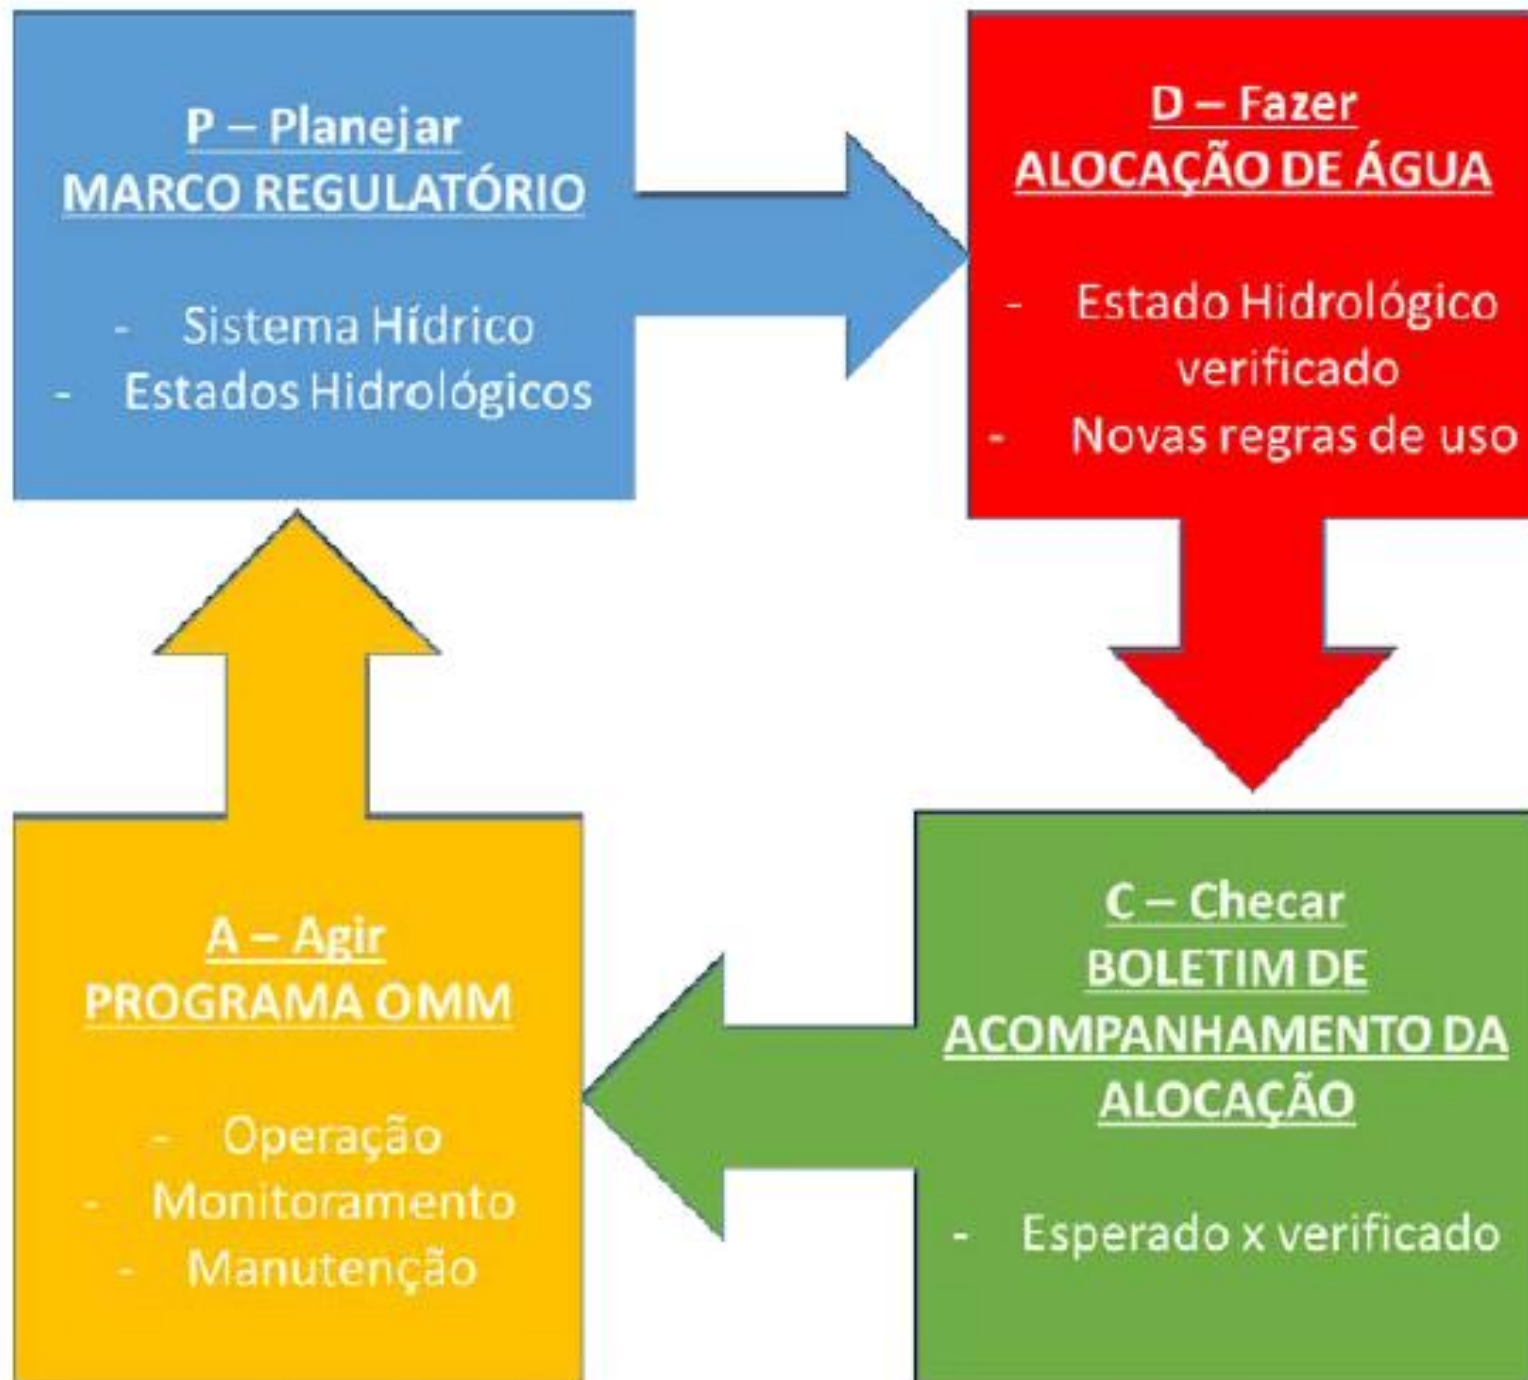 P – Planejar
MARCO REGULATÓRIO
- Sistema Hídrico
- Estados Hidrológicos
D – Fazer
ALOCAÇÃO DE ÁGUA
- Estado Hidrológico
verificado
- Novas regras de uso
A – Agir
PROGRAMA OMM
- Operação
- Monitoramento
- Manutenção
C – Checar
BOLETIM DE
ACOMPANHAMENTO DA
ALOCAÇÃO
- Esperado x verificado